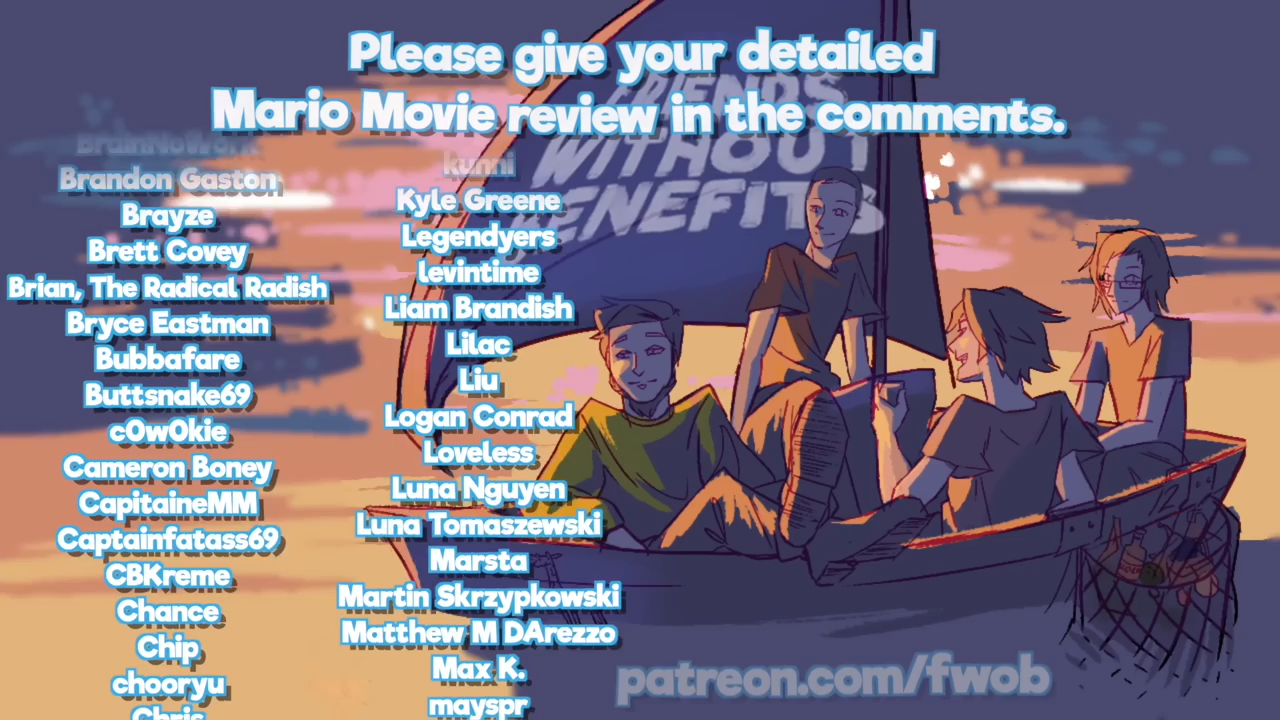 Please give your detailed
Mario Movie review in the comments.
FRIENDS
WITHOUT
BENEFITS
BrainNoWork
Brandon Gaston
Brayze
Brett Covey
Brian, The Radical Radish
Bryce Eastman
Bubbafare
Buttsnake69
cOwOkie
Cameron Boney
CapitaineMM
Captainfatass69
CBKreme
Chance
Chip
chooryu
Chris
kunni
Kyle Greene
Legendyers
levintime
Liam Brandish
Lilac
Liu
Logan Conrad
Loveless
Luna Nguyen
Luna Tomaszewski
Marsta
Martin Skrzypkowski
Matthew M DArezzo
Max K.
mayspr
patreon.com/fwob